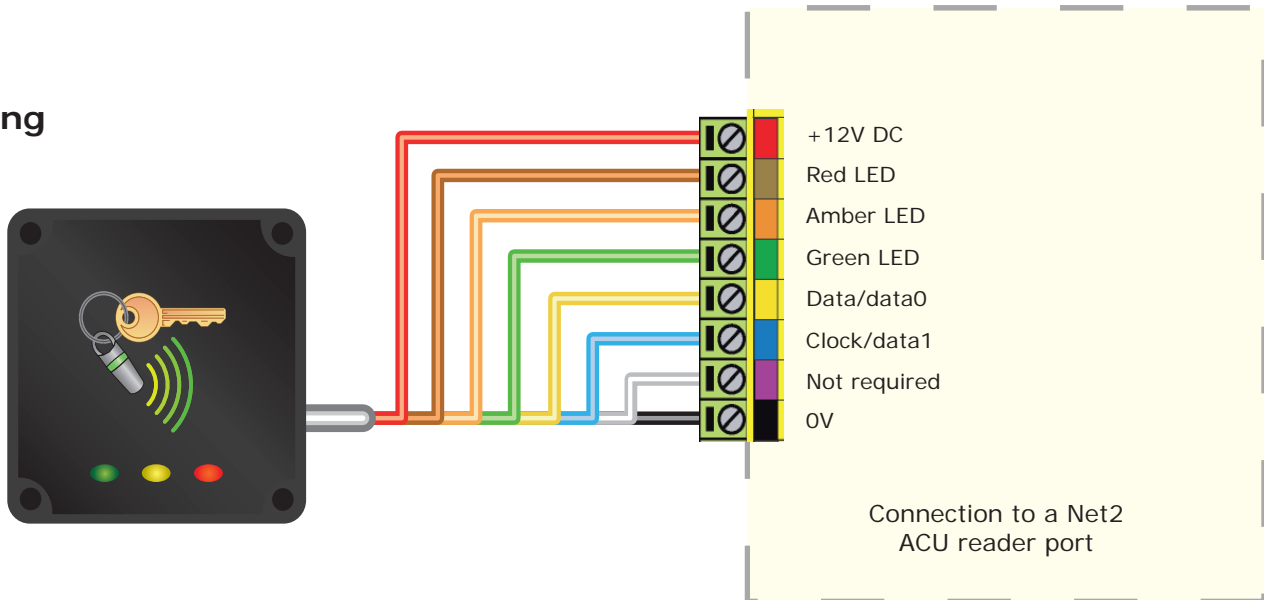 ng
+12V DC
Red LED
Amber LED
Green LED
Data/data0
Clock/data1
Not required
0V
Connection to a Net2
ACU reader port